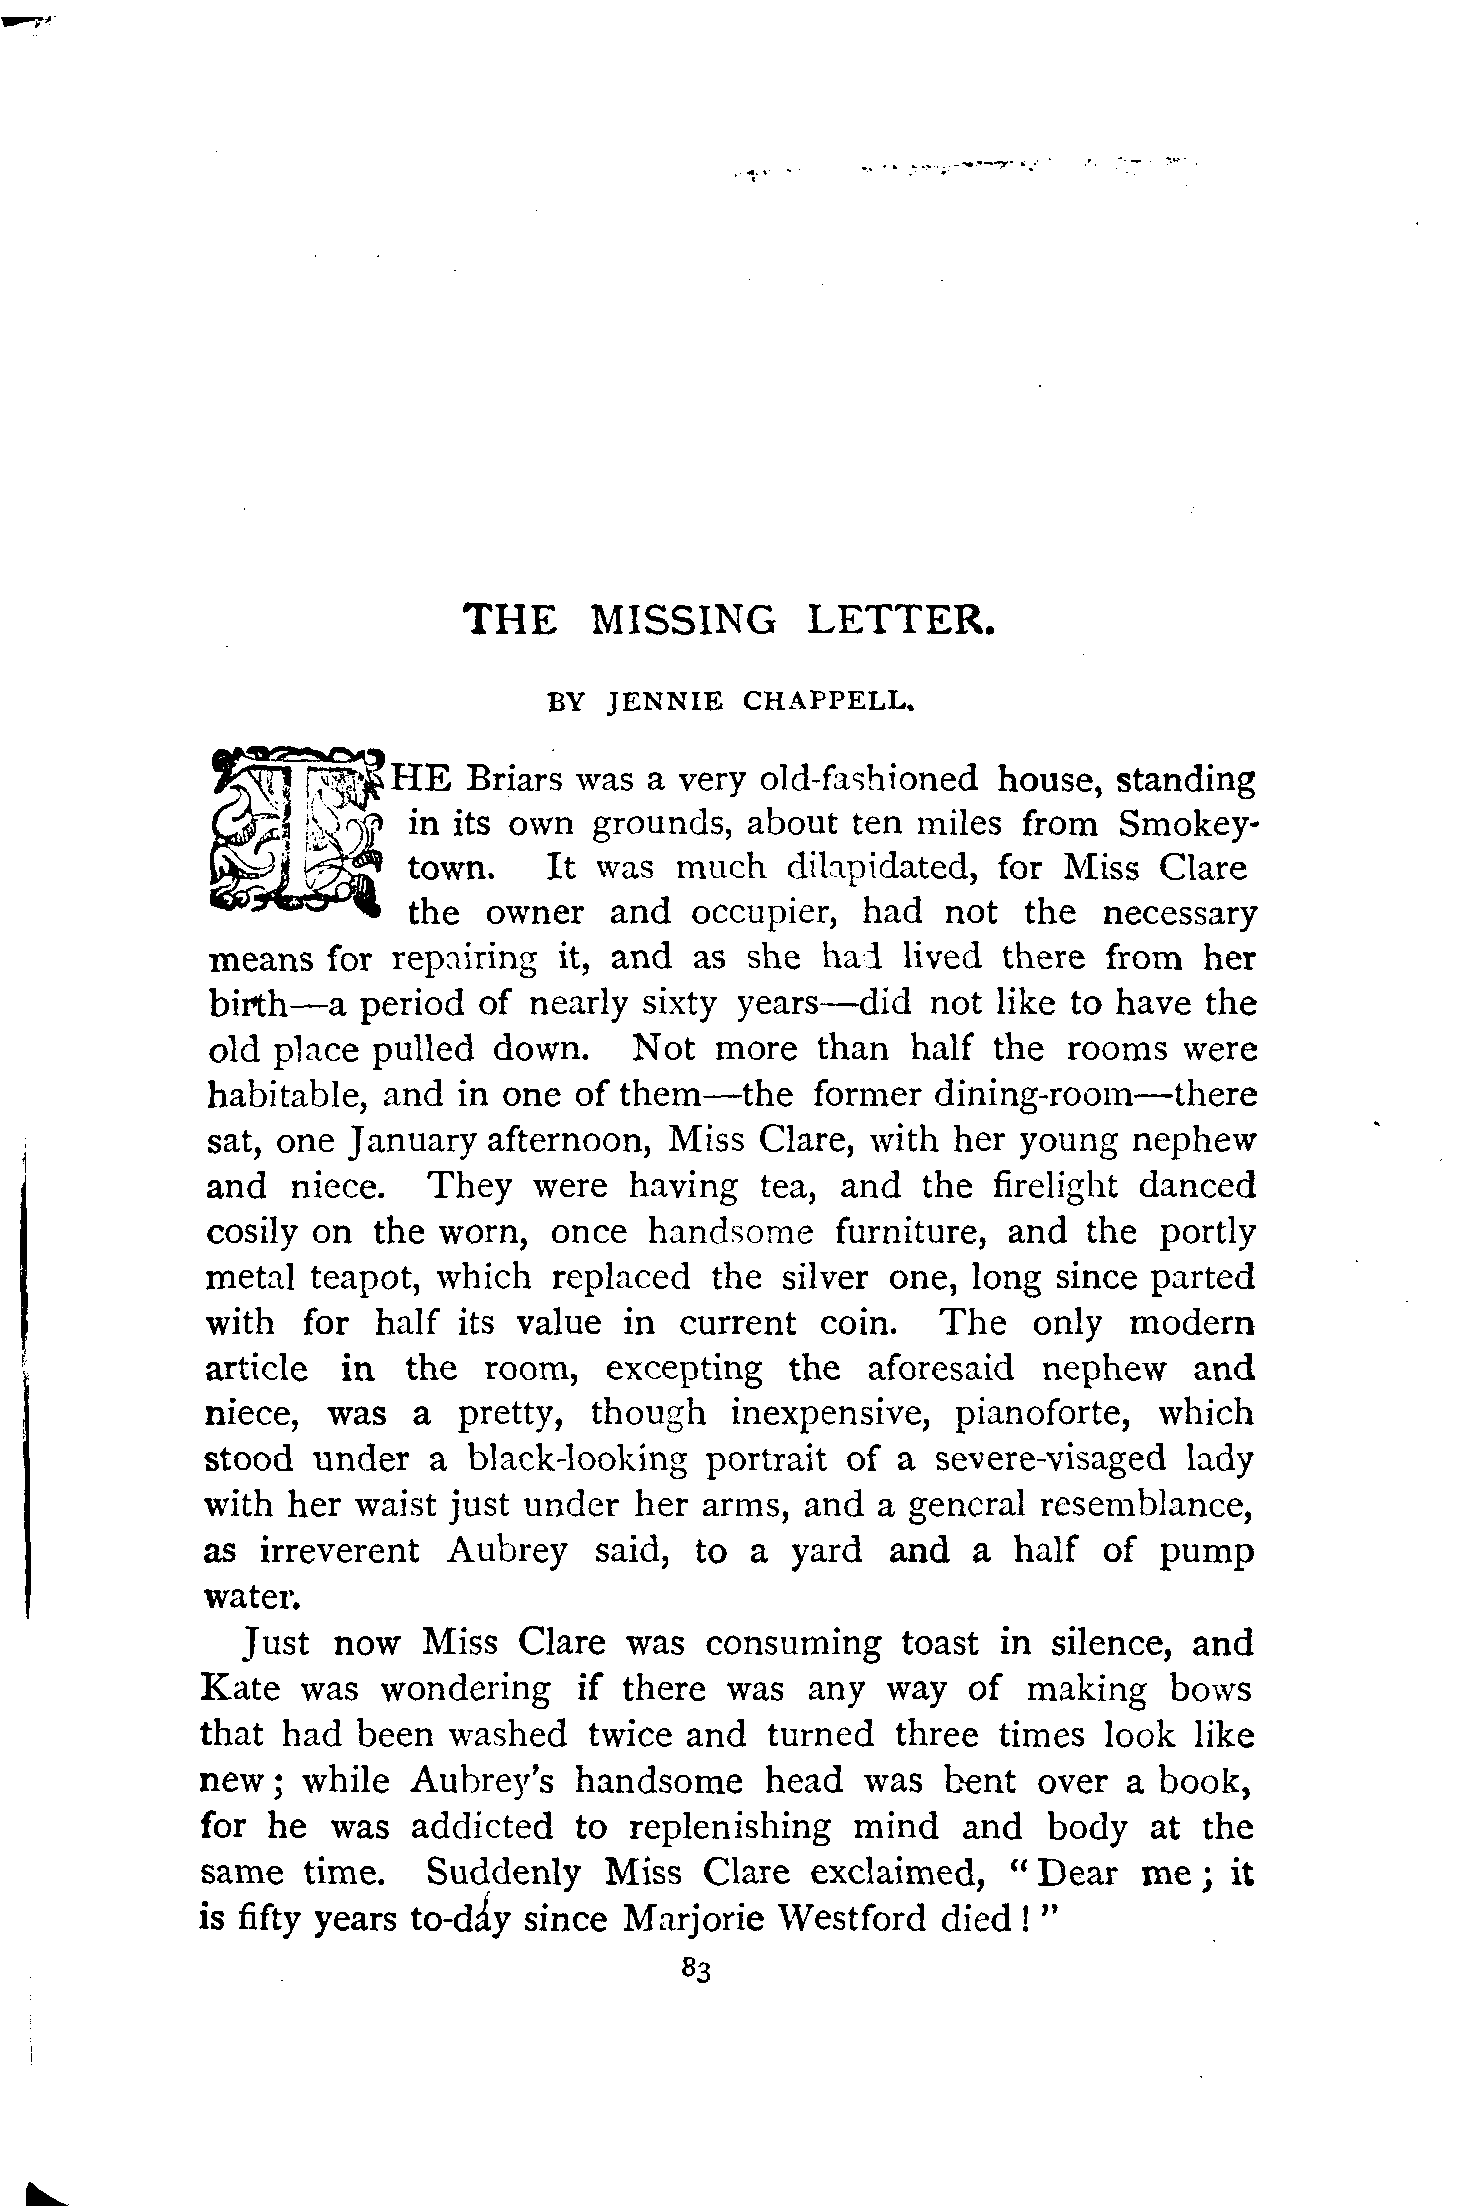 THE MISSING LETTER.
BY JENNIE CHAPPELL.
THE Briars was a very old-fashioned house, standing
in its own grounds, about ten miles from Smokey-
town. It was much dilapidated, for Miss Clare
the owner and occupier, had not the necessary
means for repairing it, and as she had lived there from her
birth—a period of nearly sixty years—did not like to have the
old place pulled down. Not more than half the rooms were
habitable, and in one of them—the former dining-room—there
sat, one January afternoon, Miss Clare, with her young nephew
and niece. They were having tea, and the firelight danced
cosily on the worn, once handsome furniture, and the portly
metal teapot, which replaced the silver one, long since parted
with for half its value in current coin. The only modern
article in the room, excepting the aforesaid nephew and
niece, was a pretty, though inexpensive, pianoforte, which
stood under a black-looking portrait of a severe-visaged lady
with her waist just under her arms, and a general resemblance,
as irreverent Aubrey said, to a yard and a half of pump
water.
Just now Miss Clare was consuming toast in silence, and
Kate was wondering if there was any way of making bows
that had been washed twice and turned three times look like
new; while Aubrey's handsome head was bent over a book,
for he was addicted to replenishing mind and body at the
same time. Suddenly Miss Clare exclaimed, "Dear me; it
is fifty years to-day since Marjorie Westford died!"
83